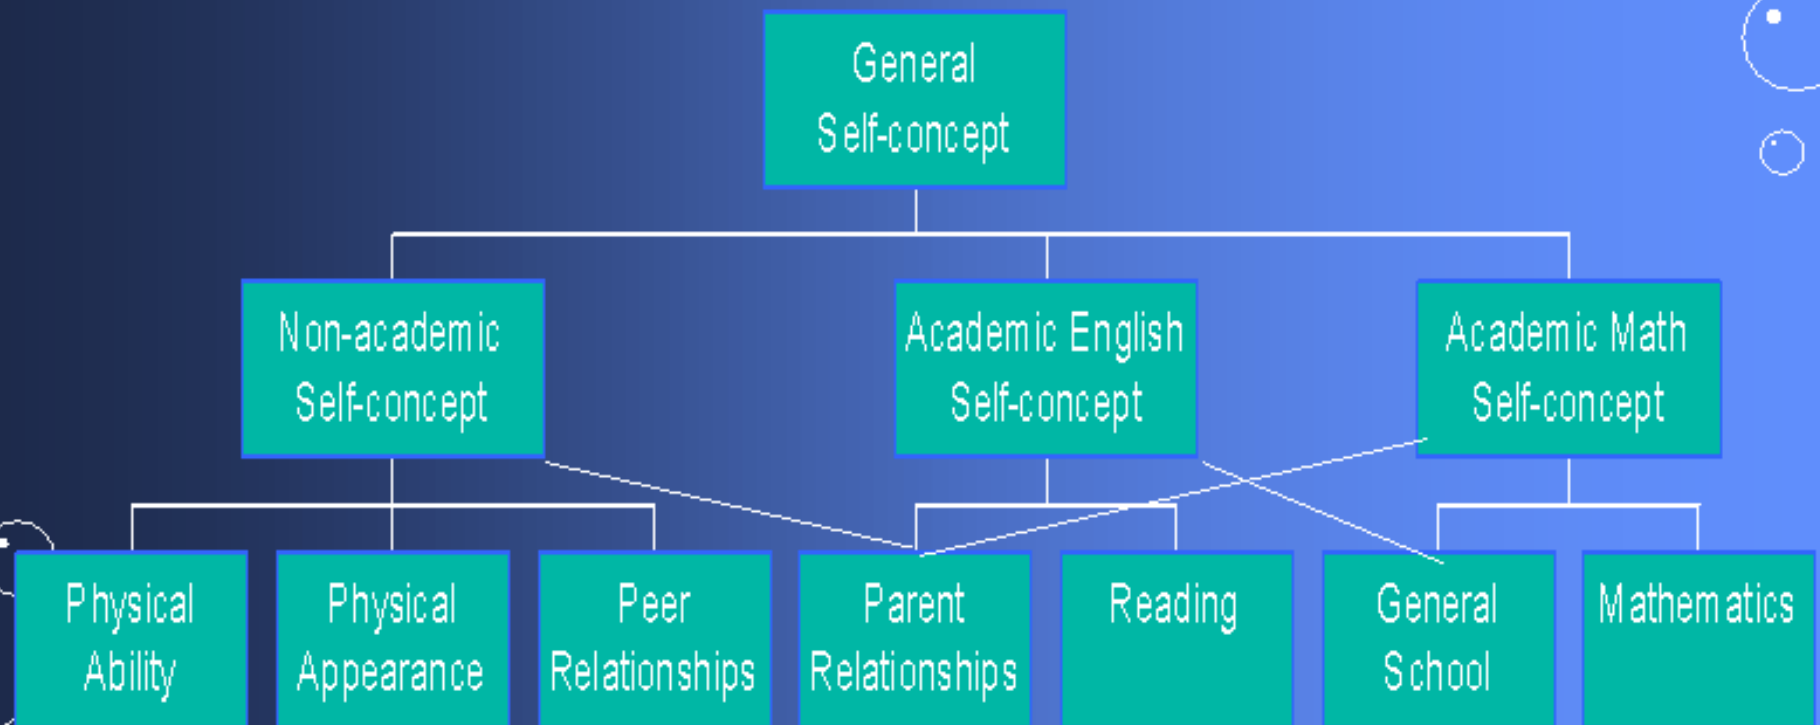 General
Self-concept
Non-academic
Self-concept
Academic English
Self-concept
Academic Math
Self-concept
Physical
Ability
Physical
Appearance
Peer
Relationships
Parent
Relationships
Reading
General
School
Mathematics